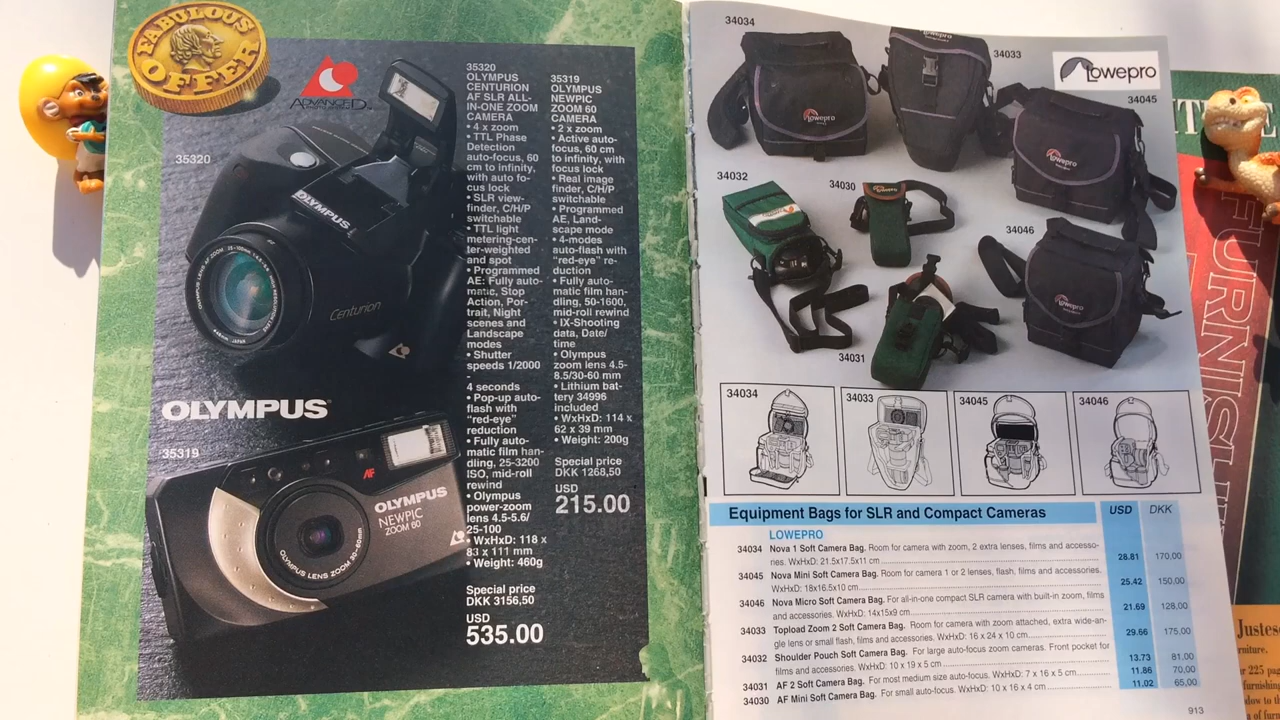 FABULOUS
OFFER
ADVANCED
PHOTO SYSTEM
35320
OLYMPUS
Centurion
OLYMPUS
35319
AF
OLYMPUS
NEWPIC
ZOOM 60
OLYMPUS LENS ZOOM 30-60mm
35320
OLYMPUS
CENTURION
AF SLR ALL-
IN-ONE ZOOM
CAMERA
• 4 x zoom
• TTL Phase
Detection
auto-focus, 60
cm to infinity,
with auto fo-
cus lock
• SLR view-
finder, C/H/P
switchable
• TTL light
metering-cen-
ter-weighted
and spot
• Programmed
AE: Fully auto-
matic, Stop
Action, Por-
trait, Night
scenes and
Landscape
modes
• Shutter
speeds 1/2000
-
4 seconds
• Pop-up auto-
flash with
"red-eye"
reduction
• Fully auto-
matic film han-
dling, 25-3200
ISO, mid-roll
rewind
• Olympus
power-zoom
lens 4.5-5.6/
25-100
• WxHxD: 118 x
83 x 111 mm
• Weight: 460g
Special price
DKK 3156,50
USD
535.00
35319
OLYMPUS
NEWPIC
ZOOM 60
CAMERA
• 2 x zoom
• Active auto-
focus, 60 cm
to infinity, with
focus lock
• Real image
finder, C/H/P
switchable
• Programmed
AE, Land-
scape mode
• 4-modes
auto-flash with
"red-eye" re-
duction
• Fully auto-
matic film han-
dling, 50-1600,
mid-roll rewind
• IX-Shooting
data, Date/
time
• Olympus
zoom lens 4.5-
8.5/30-60 mm
• Lithium bat-
tery 34996
included
• WxHxD: 114 x
62 x 39 mm
• Weight: 200g
Special price
DKK 1268,50
USD
215.00
34034
34033
Lowepro
34045
Lowepro
Lowepro
Lowepro
34032
34030
34046
Lowepro
34031
34034
34033
34045
34046
Equipment Bags for SLR and Compact Cameras USD DKK
LOWEPRO
34034 Nova 1 Soft Camera Bag. Room for camera with zoom, 2 extra lenses, films and accesso-
ries. WxHxD: 21.5x17.5x11 cm 28.81 170,00
34045 Nova Mini Soft Camera Bag. Room for camera 1 or 2 lenses, flash, films and accessories.
WxHxD: 18x16.5x10 cm 25.42 150,00
34046 Nova Micro Soft Camera Bag. For all-in-one compact SLR camera with built-in zoom, films
and accessories. WxHxD: 14x15x9 cm 21.69 128,00
34033 Topload Zoom 2 Soft Camera Bag. Room for camera with zoom attached, extra wide-an-
gle lens or small flash, films and accessories. WxHxD: 16 x 24 x 10 cm 29.66 175,00
34032 Shoulder Pouch Soft Camera Bag. For large auto-focus zoom cameras. Front pocket for
films and accessories. WxHxD: 10 x 19 x 5 cm 13.73 81,00
34031 AF 2 Soft Camera Bag. For most medium size auto-focus. WxHxD: 7 x 16 x 5 cm 11.86 70,00
34030 AF Mini Soft Camera Bag. For small auto-focus. WxHxD: 10 x 16 x 4 cm 11.02 65,00
913
FURNISH
Justese
rniture.
225 pag
furnishing